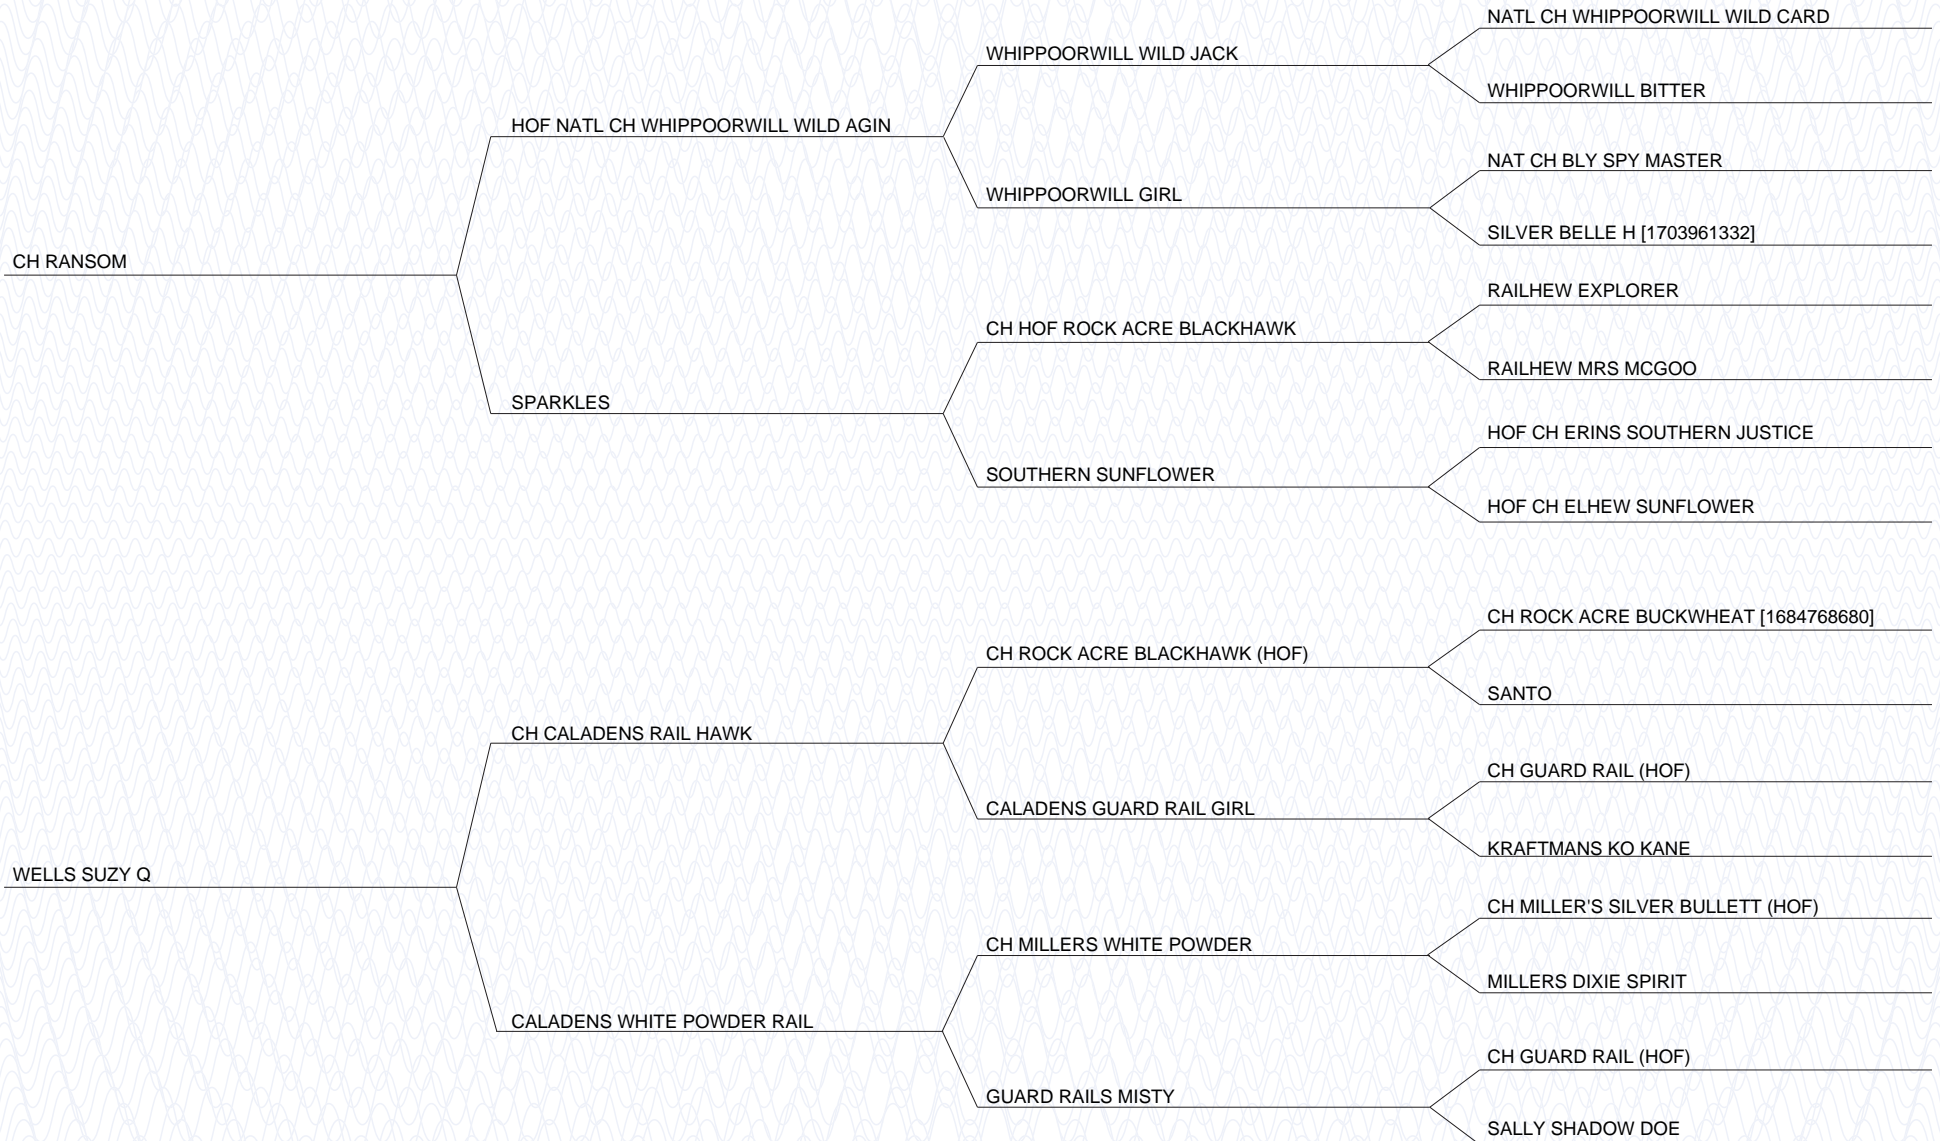 NATL CH WHIPPOORWILL WILD CARD
WHIPPOORWILL WILD JACK
WHIPPOORWILL BITTER
HOF NATL CH WHIPPOORWILL WILD AGIN
NAT CH BLY SPY MASTER
WHIPPOORWILL GIRL
SILVER BELLE H [1703961332]
CH RANSOM
RAILHEW EXPLORER
CH HOF ROCK ACRE BLACKHAWK
RAILHEW MRS MCGOO
SPARKLES
HOF CH ERINS SOUTHERN JUSTICE
SOUTHERN SUNFLOWER
HOF CH ELHEW SUNFLOWER
CH ROCK ACRE BUCKWHEAT [1684768680]
CH ROCK ACRE BLACKHAWK (HOF)
SANTO
CH CALADENS RAIL HAWK
CH GUARD RAIL (HOF)
CALADENS GUARD RAIL GIRL
KRAFTMANS KO KANE
WELLS SUZY Q
CH MILLER'S SILVER BULLETT (HOF)
CH MILLERS WHITE POWDER
MILLERS DIXIE SPIRIT
CALADENS WHITE POWDER RAIL
CH GUARD RAIL (HOF)
GUARD RAILS MISTY
SALLY SHADOW DOE